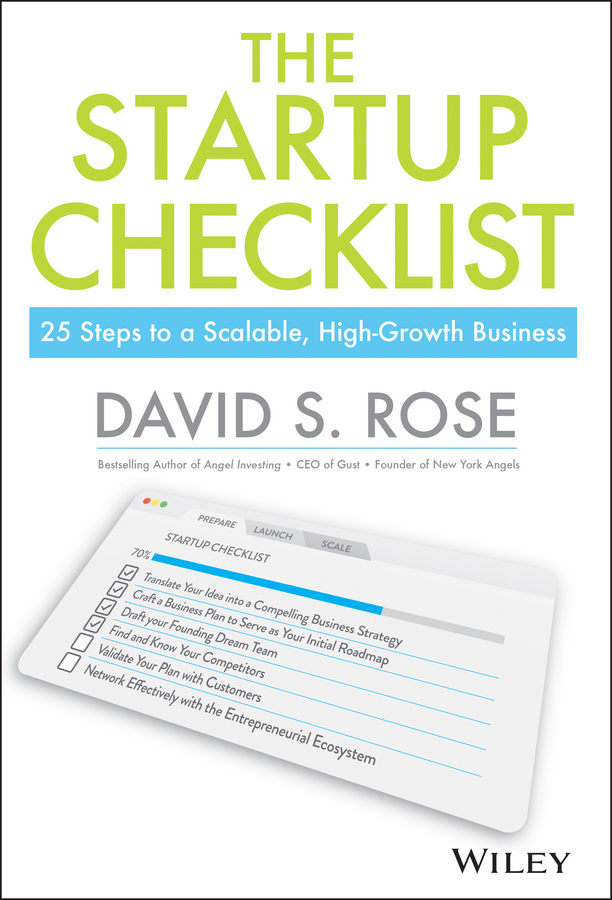 THE
STARTUP
CHECKLIST
25 Steps to a Scalable, High-Growth Business
DAVID S. ROSE
Bestselling Author of Angel Investing • CEO of Gust • Founder of New York Angels
PREPARE
LAUNCH
SCALE
STARTUP CHECKLIST
70%
Translate Your Idea into a Compelling Business Strategy
Craft a Business Plan to Serve as Your Initial Roadmap
Draft your Founding Dream Team
Find and Know Your Competitors
Validate Your Plan with Customers
Network Effectively with the Entrepreneurial Ecosystem
WILEY